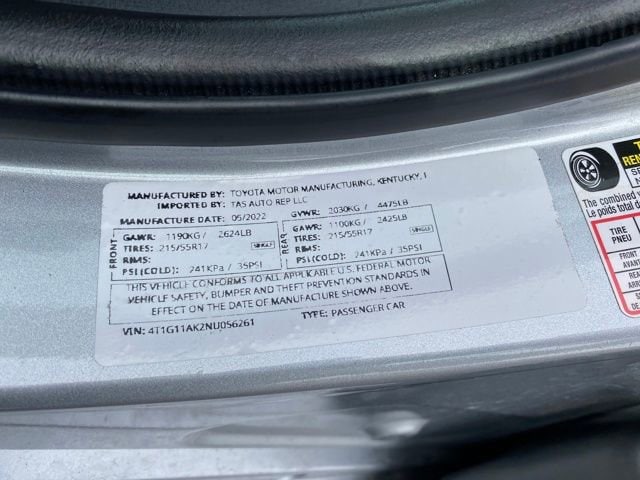 MANUFACTURED BY: TOYOTA MOTOR MANUFACTURING, KENTUCKY, I
IMPORTED BY: TAS AUTO REP LLC
MANUFACTURE DATE: 05/2022 GVWR: 2030KG / 4475LB
FRONT
GAWR: 1190KG / 2624LB
TIRES: 215/55R17 SINGLE
RIMS:
PSI(COLD): 241KPa / 35PSI
REAR
GAWR: 1100KG / 2425LB
TIRES: 215/55R17 SINGLE
RIMS:
PSI(COLD): 241KPa / 35PSI
THIS VEHICLE CONFORMS TO ALL APPLICABLE U.S. FEDERAL MOTOR
VEHICLE SAFETY, BUMPER AND THEFT PREVENTION STANDARDS IN
EFFECT ON THE DATE OF MANUFACTURE SHOWN ABOVE.
VIN: 4T1G11AK2NU056261 TYPE: PASSENGER CAR
The combined
Le poids total d
TIRE
PNEU
FRONT
AVANT
REA